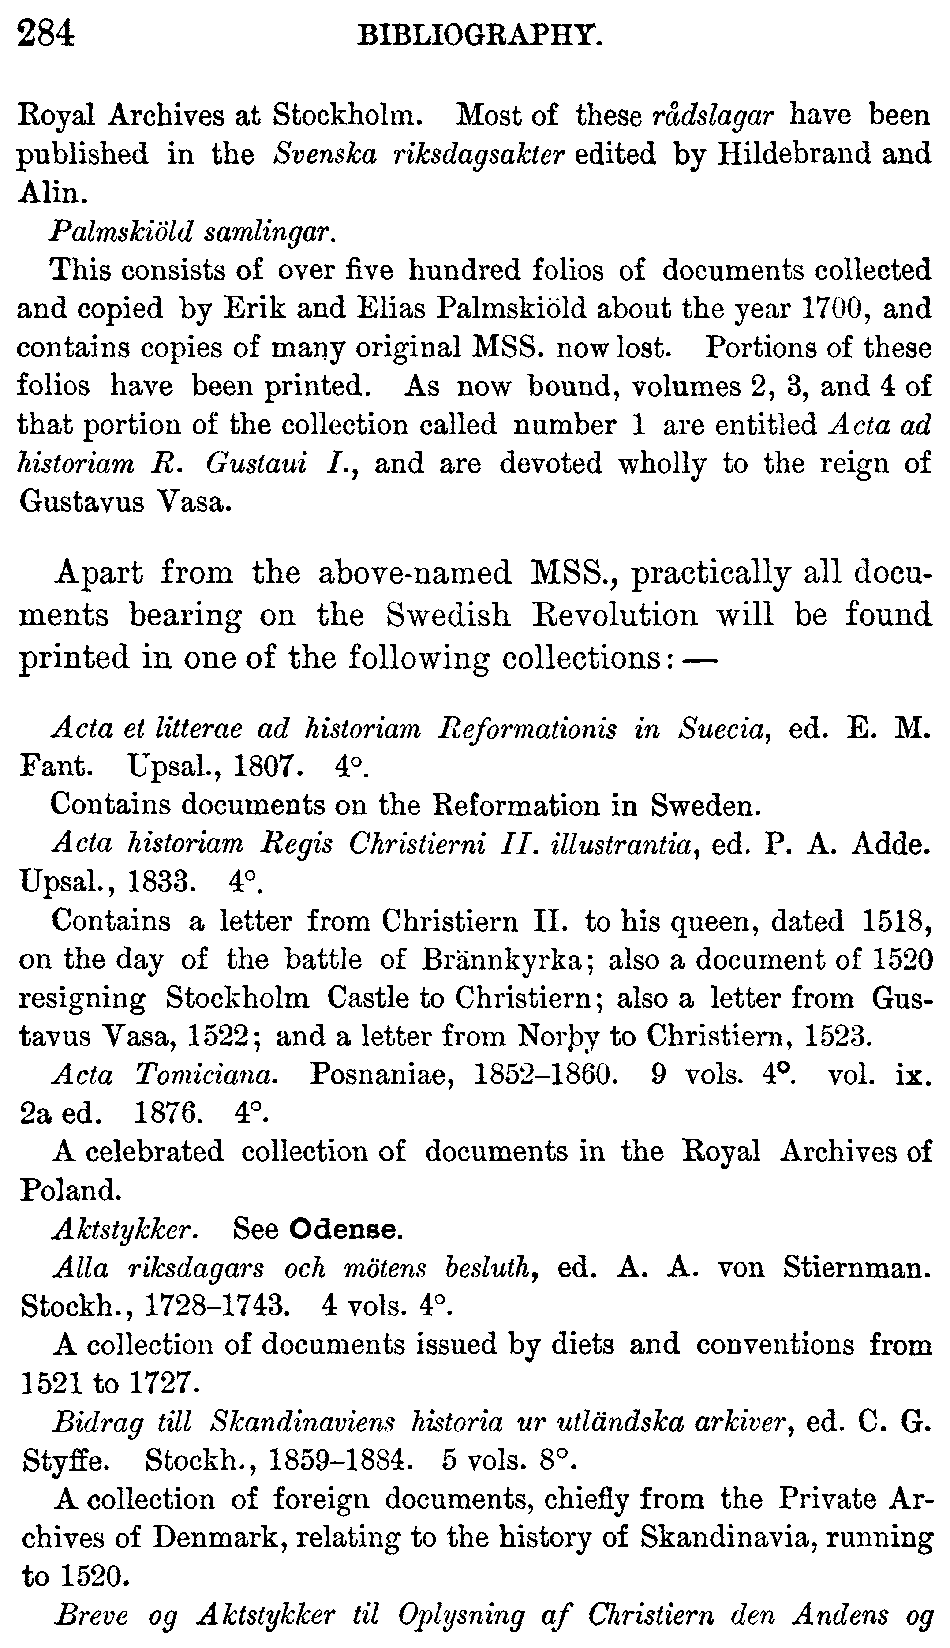 284 BIBLIOGRAPHY.
Royal Archives at Stockholm. Most of these rådslagar have been
published in the Svenska riksdagsakter edited by Hildebrand and
Alin.
Palmskiöld samlingar.
This consists of over five hundred folios of documents collected
and copied by Erik and Elias Palmskiöld about the year 1700, and
contains copies of many original MSS. now lost. Portions of these
folios have been printed. As now bound, volumes 2, 3, and 4 of
that portion of the collection called number 1 are entitled Acta ad
historiam R. Gustaui I., and are devoted wholly to the reign of
Gustavus Vasa.
Apart from the above-named MSS., practically all docu-
ments bearing on the Swedish Revolution will be found
printed in one of the following collections: —
Acta et litterae ad historiam Reformationis in Suecia, ed. E. M.
Fant. Upsal., 1807. 4°.
Contains documents on the Reformation in Sweden.
Acta historiam Regis Christierni II. illustrantia, ed. P. A. Adde.
Upsal., 1833. 4°.
Contains a letter from Christiern II. to his queen, dated 1518,
on the day of the battle of Brännkyrka; also a document of 1520
resigning Stockholm Castle to Christiern; also a letter from Gus-
tavus Vasa, 1522; and a letter from Norby to Christiern, 1523.
Acta Tomiciana. Posnaniae, 1852–1860. 9 vols. 4°. vol. ix.
2a ed. 1876. 4°.
A celebrated collection of documents in the Royal Archives of
Poland.
Aktstykker. See Odense.
Alla riksdagars och mötens besluth, ed. A. A. von Stiernman.
Stockh., 1728–1743. 4 vols. 4°.
A collection of documents issued by diets and conventions from
1521 to 1727.
Bidrag till Skandinaviens historia ur utländska arkiver, ed. C. G.
Styffe. Stockh., 1859–1884. 5 vols. 8°.
A collection of foreign documents, chiefly from the Private Ar-
chives of Denmark, relating to the history of Skandinavia, running
to 1520.
Breve og Aktstykker til Oplysning af Christiern den Andens og